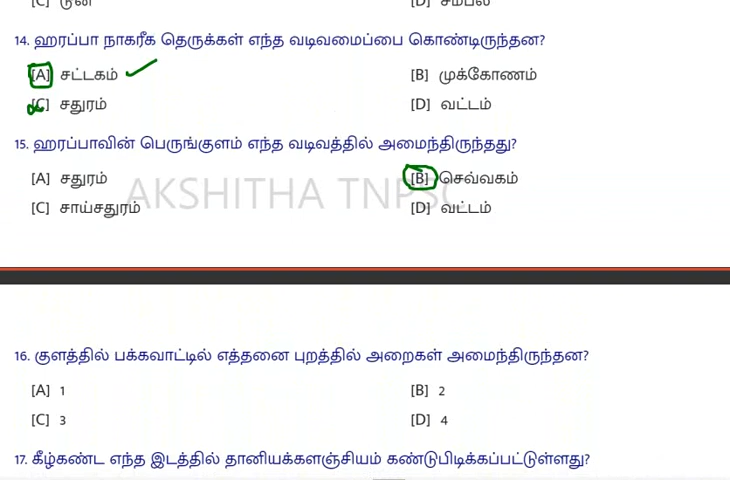 [C] டுன்
[D] சம்பல்
14. ஹரப்பா நாகரீக தெருக்கள் எந்த வடிவமைப்பை கொண்டிருந்தன?
[A] சட்டகம்
[B] முக்கோணம்
[C] சதுரம்
[D] வட்டம்
15. ஹரப்பாவின் பெருங்குளம் எந்த வடிவத்தில் அமைந்திருந்தது?
[A] சதுரம்
[B] செவ்வகம்
AKSHITHA TNPSC
[C] சாய்சதுரம்
[D] வட்டம்
16. குளத்தில் பக்கவாட்டில் எத்தனை புறத்தில் அறைகள் அமைந்திருந்தன?
[A] 1
[B] 2
[C] 3
[D] 4
17. கீழ்கண்ட எந்த இடத்தில் தானியக்களஞ்சியம் கண்டுபிடிக்கப்பட்டுள்ளது?